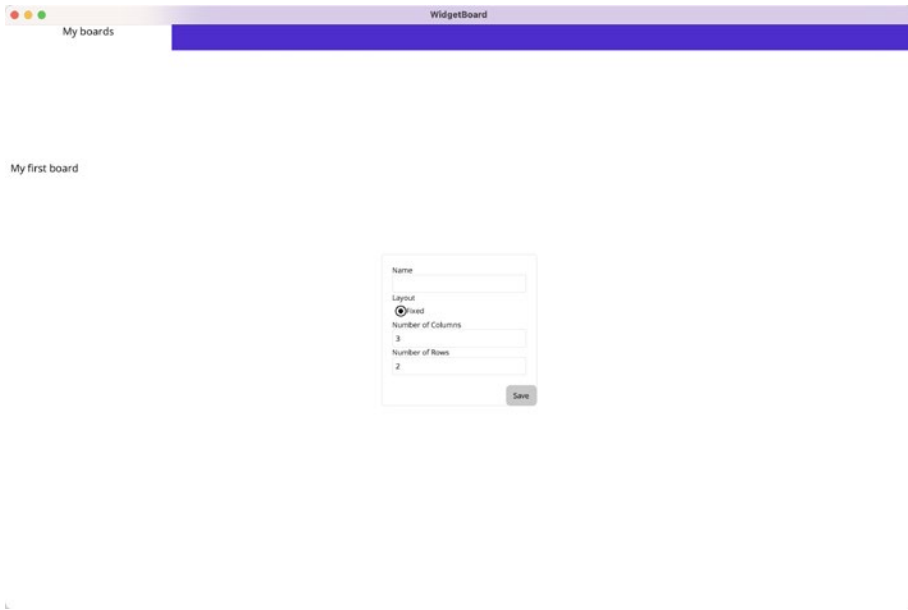 WidgetBoard
My boards
My first board
Name
Layout
Fixed
Number of Columns
3
Number of Rows
2
Save